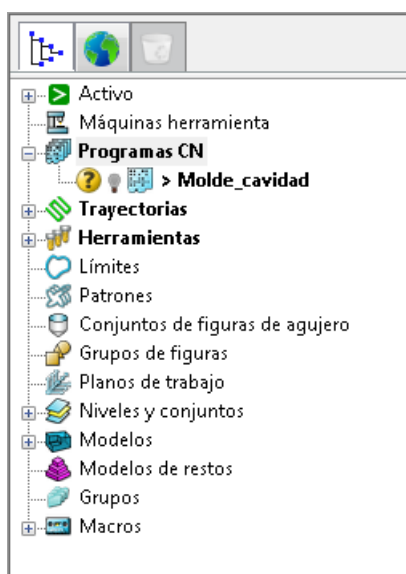 Activo
Máquinas herramienta
Programas CN
> Molde_cavidad
Trayectorias
Herramientas
Límites
Patrones
Conjuntos de figuras de agujero
Grupos de figuras
Planos de trabajo
Niveles y conjuntos
Modelos
Modelos de restos
Grupos
Macros